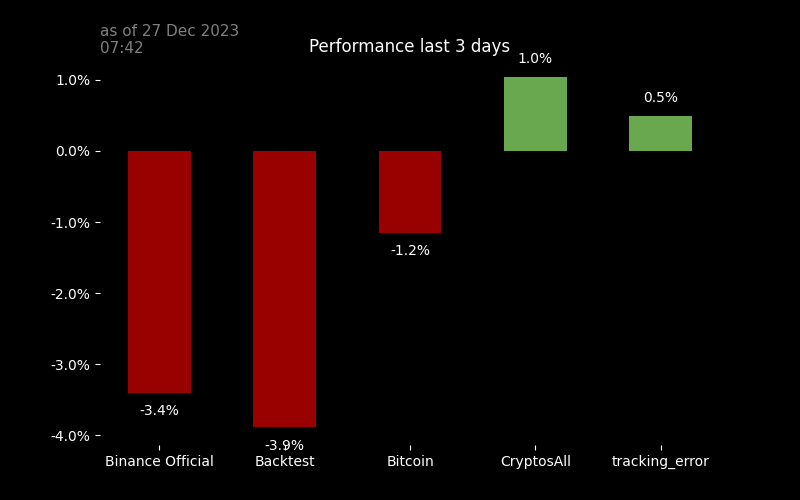 as of 27 Dec 2023
07:42
Performance last 3 days
1.0%
0.0%
-1.0%
-2.0%
-3.0%
-4.0%
-3.4%
-3.9%
-1.2%
1.0%
0.5%
Binance Official
Backtest
Bitcoin
CryptosAll
tracking_error